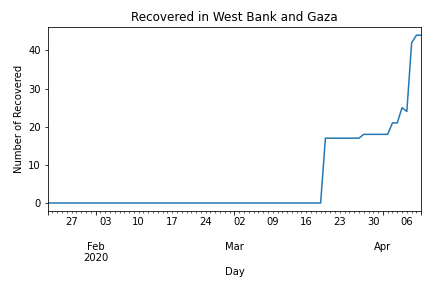 Recovered in West Bank and Gaza
Number of Recovered
40
30
20
10
0
27 03 10 17 24 02 09 16 23 30 06
Feb Mar Apr
2020
Day